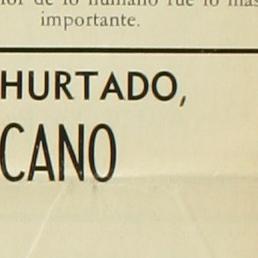 de lo humano fue lo más
importante.
HURTADO,
CANO